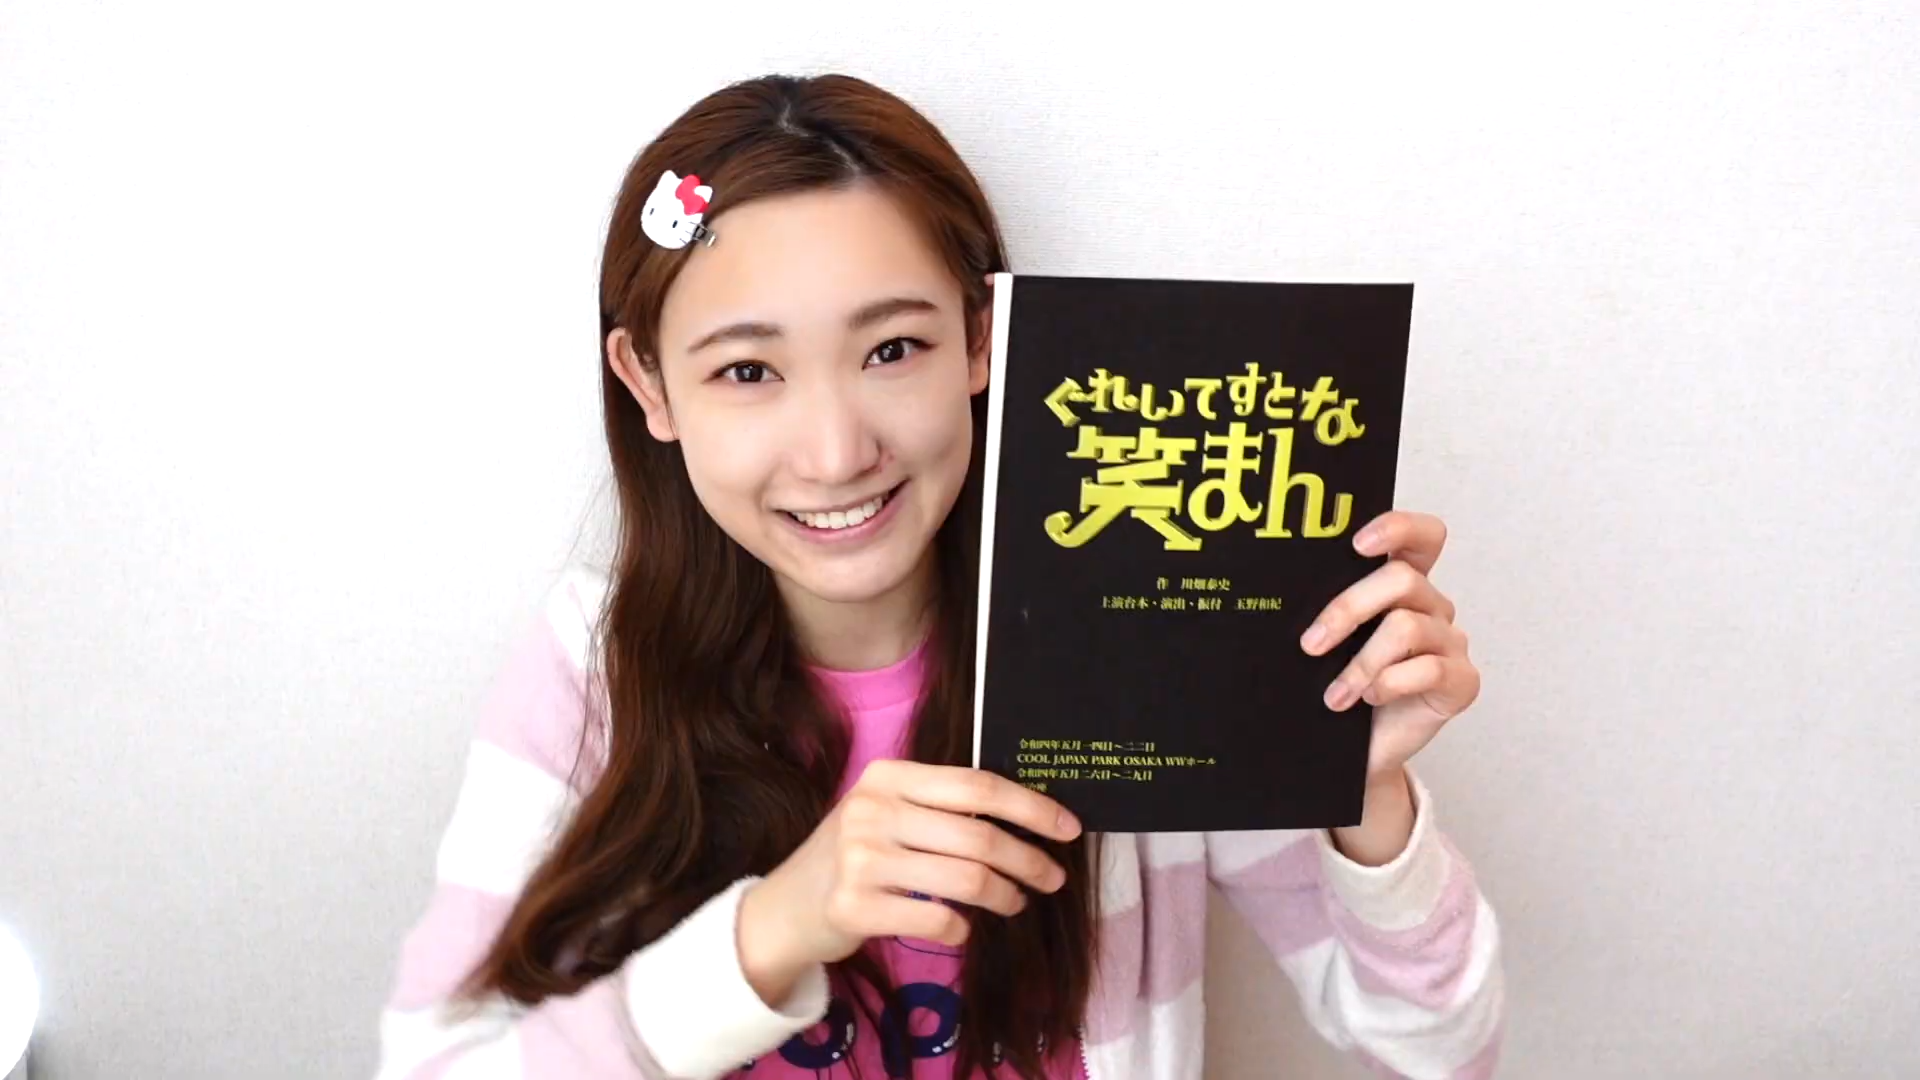 ぐれいてすとな
笑まん
作　川畑泰史
上演台本・演出・振付　玉野和紀
令和四年五月一四日～二二日
COOL JAPAN PARK OSAKA WWホール
令和四年五月二六日～二九日